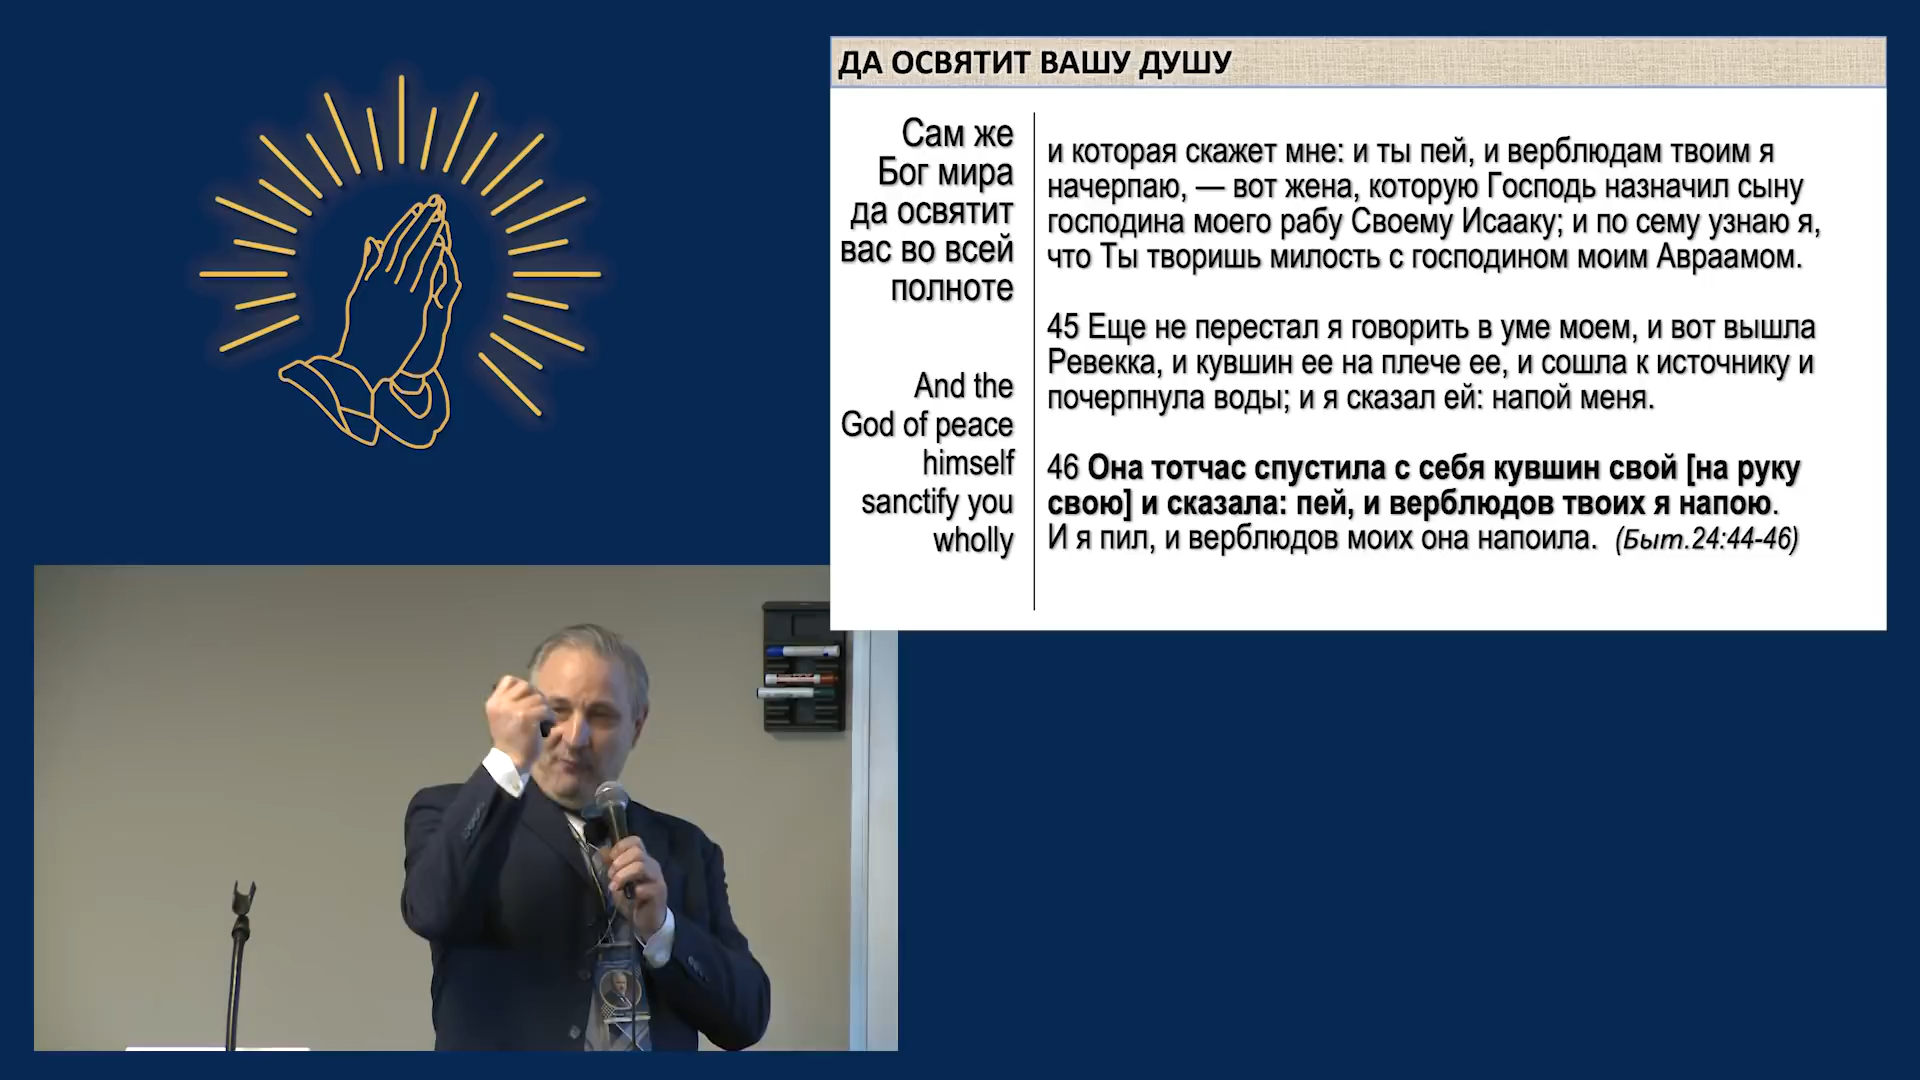 ДА ОСВЯТИТ ВАШУ ДУШУ
Сам же
Бог мира
да освятит
вас во всей
полноте
And the
God of peace
himself
sanctify you
wholly
и которая скажет мне: и ты пей, и верблюдам твоим я
начерпаю, — вот жена, которую Господь назначил сыну
господина моего рабу Своему Исааку; и по сему узнаю я,
что Ты творишь милость с господином моим Авраамом.
45 Еще не перестал я говорить в уме моем, и вот вышла
Ревекка, и кувшин ее на плече ее, и сошла к источнику и
почерпнула воды; и я сказал ей: напой меня.
46 Она тотчас спустила с себя кувшин свой [на руку
свою] и сказала: пей, и верблюдов твоих я напою.
И я пил, и верблюдов моих она напоила. (Быт.24:44-46)